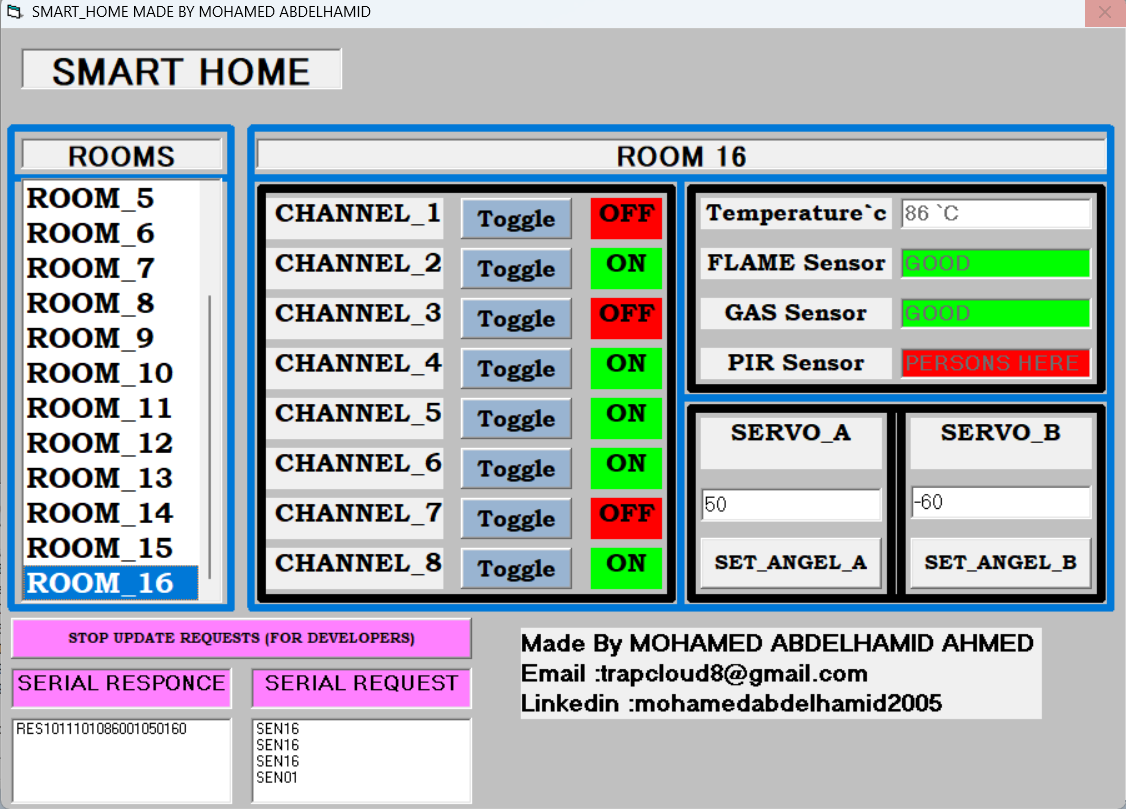 SMART_HOME MADE BY MOHAMED ABDELHAMID
SMART HOME
ROOMS
ROOM_5
ROOM_6
ROOM_7
ROOM_8
ROOM_9
ROOM_10
ROOM_11
ROOM_12
ROOM_13
ROOM_14
ROOM_15
ROOM_16
ROOM 16
CHANNEL_1 Toggle OFF
CHANNEL_2 Toggle ON
CHANNEL_3 Toggle OFF
CHANNEL_4 Toggle ON
CHANNEL_5 Toggle ON
CHANNEL_6 Toggle ON
CHANNEL_7 Toggle OFF
CHANNEL_8 Toggle ON
Temperature`c 86 `C
FLAME Sensor GOOD
GAS Sensor GOOD
PIR Sensor PERSONS HERE
SERVO_A
50
SET_ANGEL_A
SERVO_B
-60
SET_ANGEL_B
STOP UPDATE REQUESTS (FOR DEVELOPERS)
SERIAL RESPONCE
RES1011101086001050160
SERIAL REQUEST
SEN16
SEN16
SEN16
SEN01
Made By MOHAMED ABDELHAMID AHMED
Email :trapcloud8@gmail.com
Linkedin :mohamedabdelhamid2005